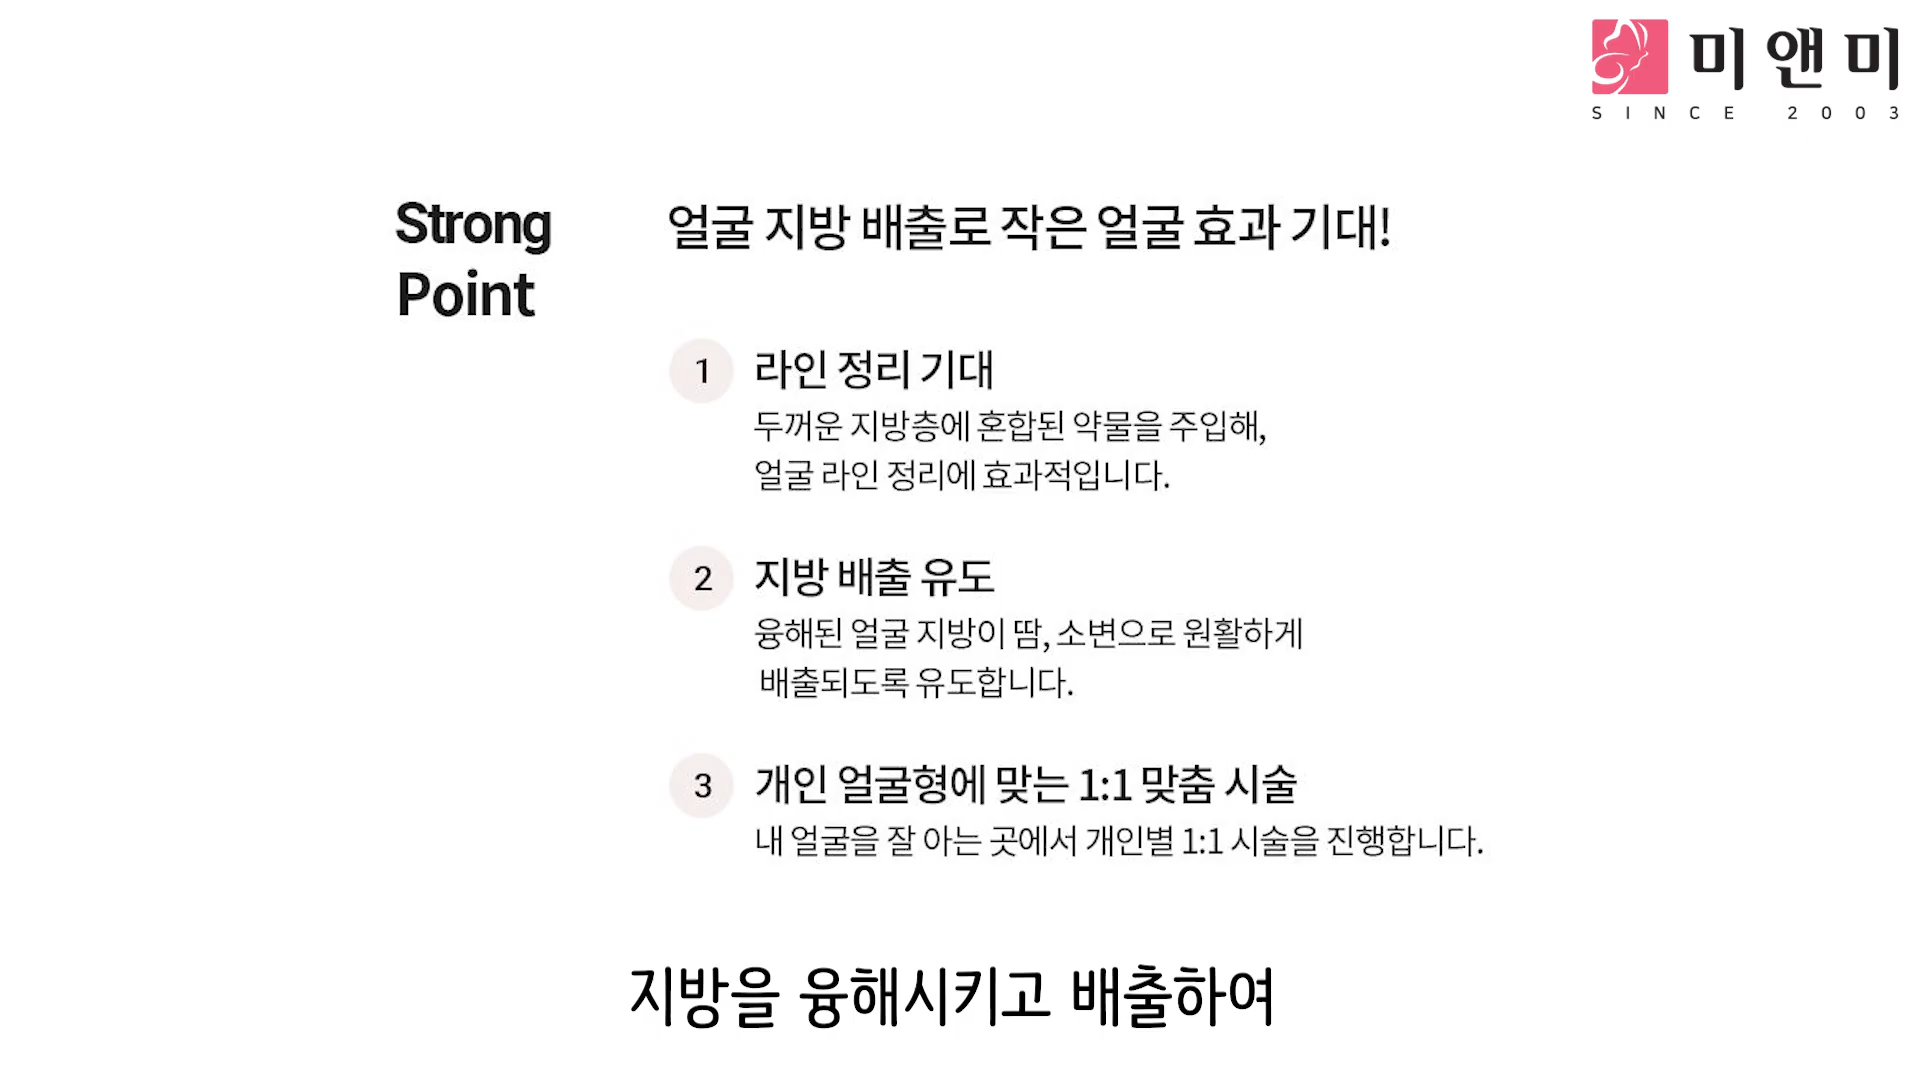 미앤미
SINCE 2003
Strong
Point
얼굴 지방 배출로 작은 얼굴 효과 기대!
1 라인 정리 기대
두꺼운 지방층에 혼합된 약물을 주입해,
얼굴 라인 정리에 효과적입니다.
2 지방 배출 유도
융해된 얼굴 지방이 땀, 소변으로 원활하게
배출되도록 유도합니다.
3 개인 얼굴형에 맞는 1:1 맞춤 시술
내 얼굴을 잘 아는 곳에서 개인별 1:1 시술을 진행합니다.
지방을 융해시키고 배출하여